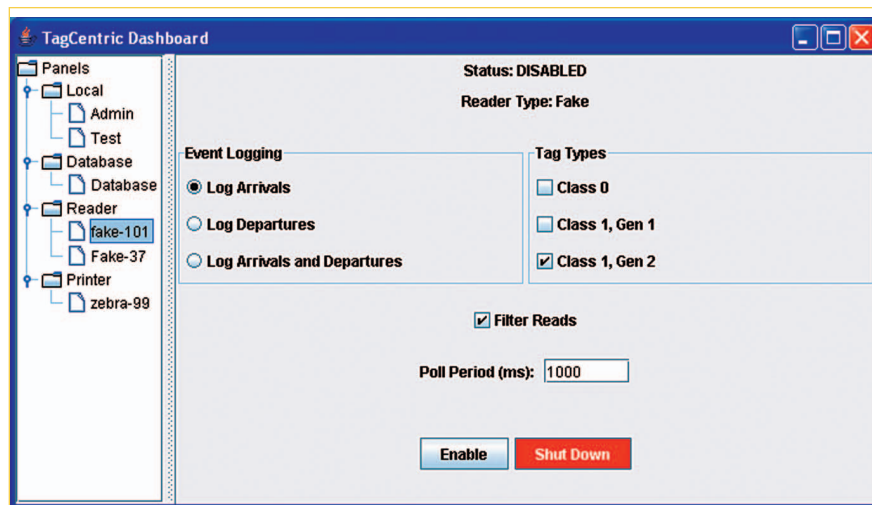 TagCentric Dashboard
Panels
Local
Admin
Test
Database
Database
Reader
fake-101
Fake-37
Printer
zebra-99
Status: DISABLED
Reader Type: Fake
Event Logging
Log Arrivals
Log Departures
Log Arrivals and Departures
Tag Types
Class 0
Class 1, Gen 1
Class 1, Gen 2
Filter Reads
Poll Period (ms): 1000
Enable Shut Down